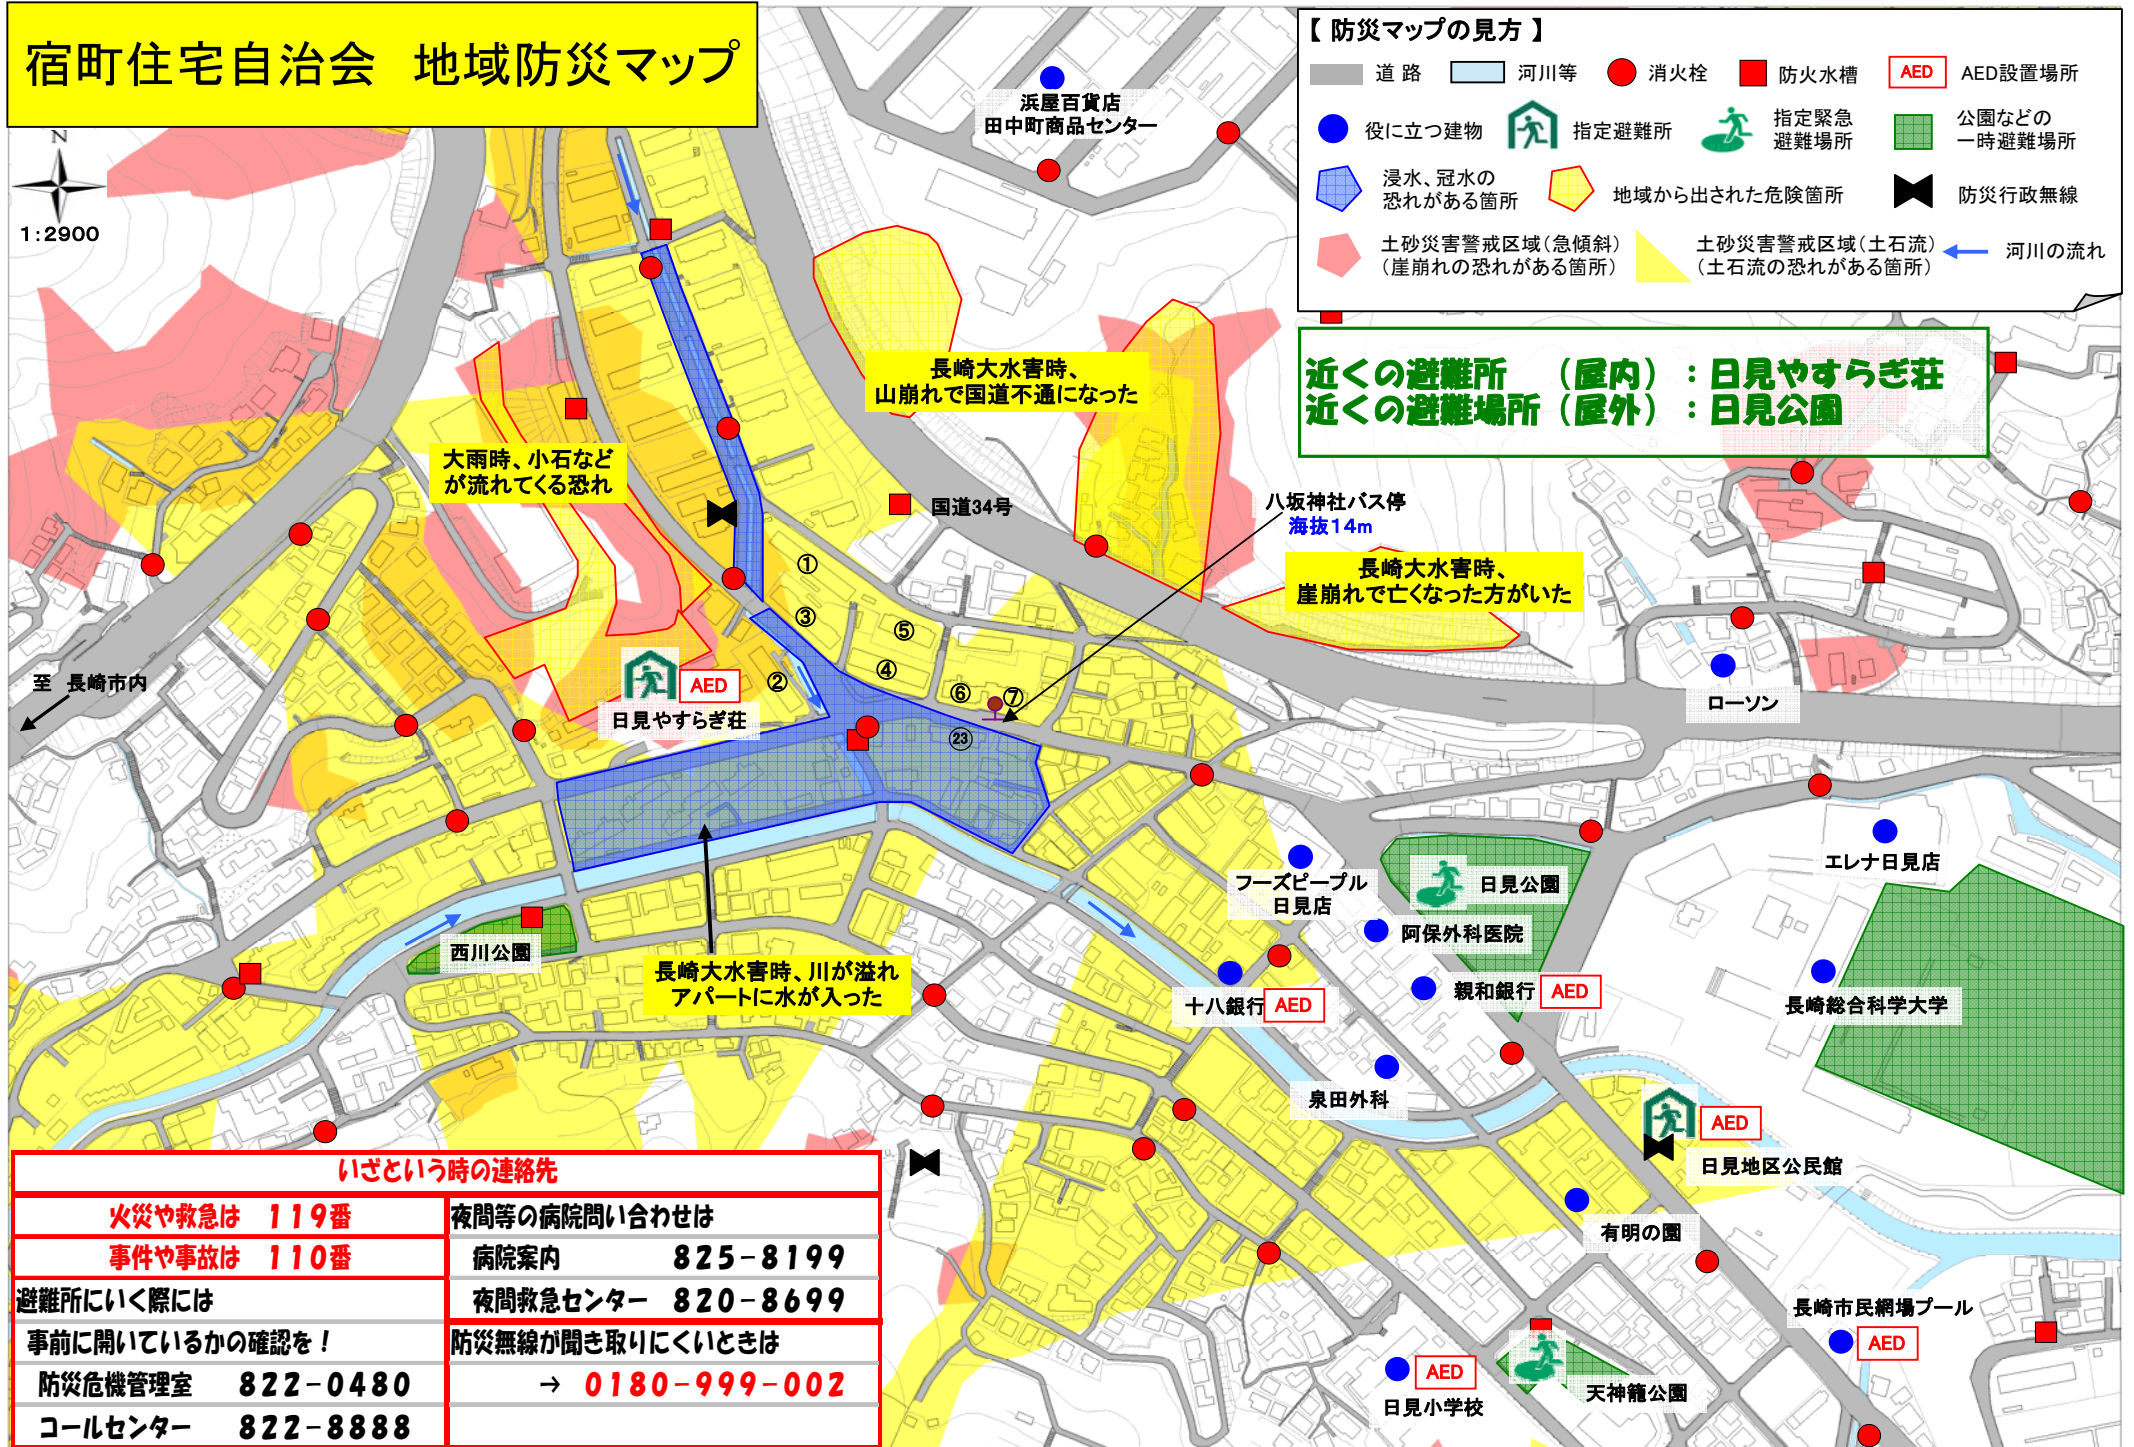 宿町住宅自治会 地域防災マップ
N
1:2900
【 防災マップの見方 】
道 路
河川等
消火栓
防火水槽
AED
AED設置場所
役に立つ建物
指定避難所
指定緊急
避難場所
公園などの
一時避難場所
浸水、冠水の
恐れがある箇所
地域から出された危険箇所
防災行政無線
土砂災害警戒区域(急傾斜)
(崖崩れの恐れがある箇所)
土砂災害警戒区域(土石流)
(土石流の恐れがある箇所)
河川の流れ
近くの避難所 (屋内):日見やすらぎ荘
近くの避難場所(屋外):日見公園
浜屋百貨店
田中町商品センター
長崎大水害時、
山崩れで国道不通になった
大雨時、小石など
が流れてくる恐れ
国道34号
八坂神社バス停
海抜14m
長崎大水害時、
崖崩れで亡くなった方がいた
①
③
⑤
④
②
⑥
⑦
㉓
至 長崎市内
AED
日見やすらぎ荘
ローソン
エレナ日見店
フーズピープル
日見店
日見公園
阿保外科医院
西川公園
長崎大水害時、川が溢れ
アパートに水が入った
十八銀行
AED
親和銀行
AED
長崎総合科学大学
泉田外科
AED
日見地区公民館
有明の園
長崎市民網場プール
AED
AED
日見小学校
天神籠公園
いざという時の連絡先
火災や救急は 119番
事件や事故は 110番
避難所にいく際には
事前に開いているかの確認を!
防災危機管理室 822-0480
コールセンター 822-8888
夜間等の病院問い合わせは
病院案内 825-8199
夜間救急センター 820-8699
防災無線が聞き取りにくいときは
→ 0180-999-002